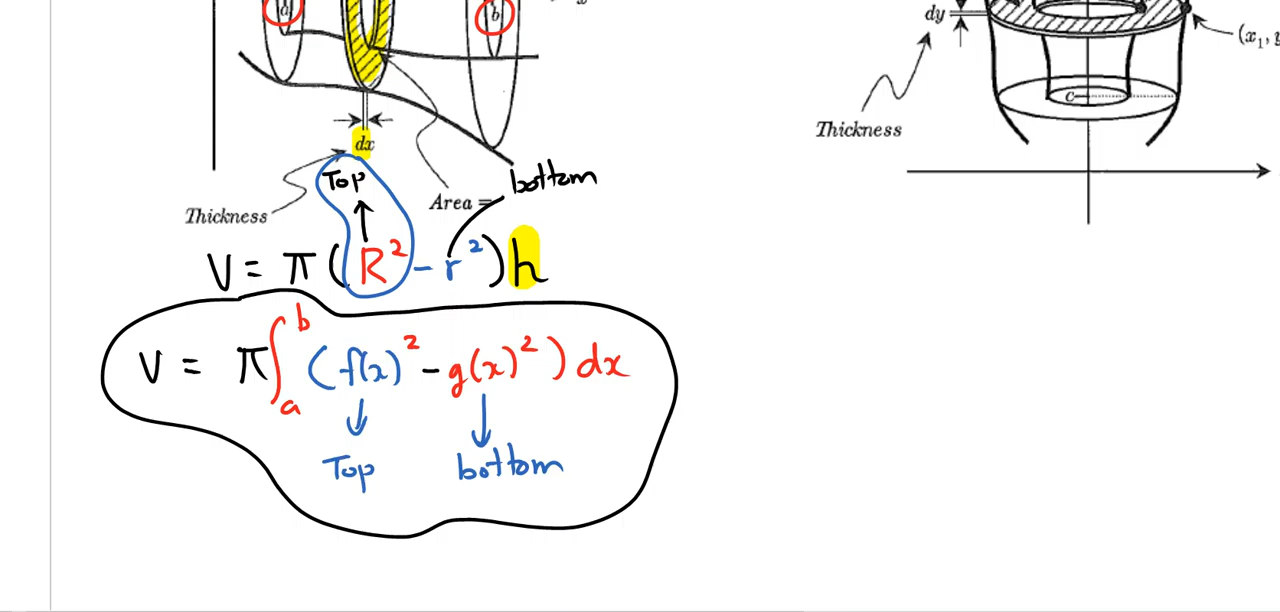 a
b
dy
(x₁, y
c
Thickness
dx
Top
bottom
Thickness
Area =
V = π (R² - r²) h
V = π ∫ₐᵇ (f(x)² - g(x)²) dx
Top bottom